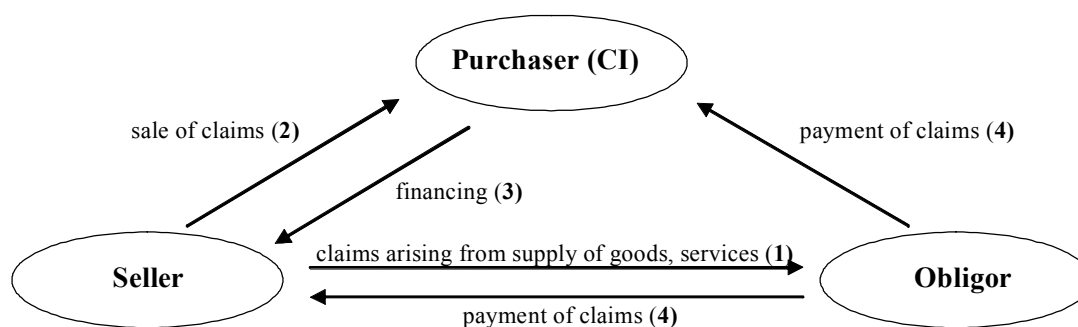 Purchaser (CI)
sale of claims (2)
payment of claims (4)
financing (3)
claims arising from supply of goods, services (1)
Seller
Obligor
payment of claims (4)